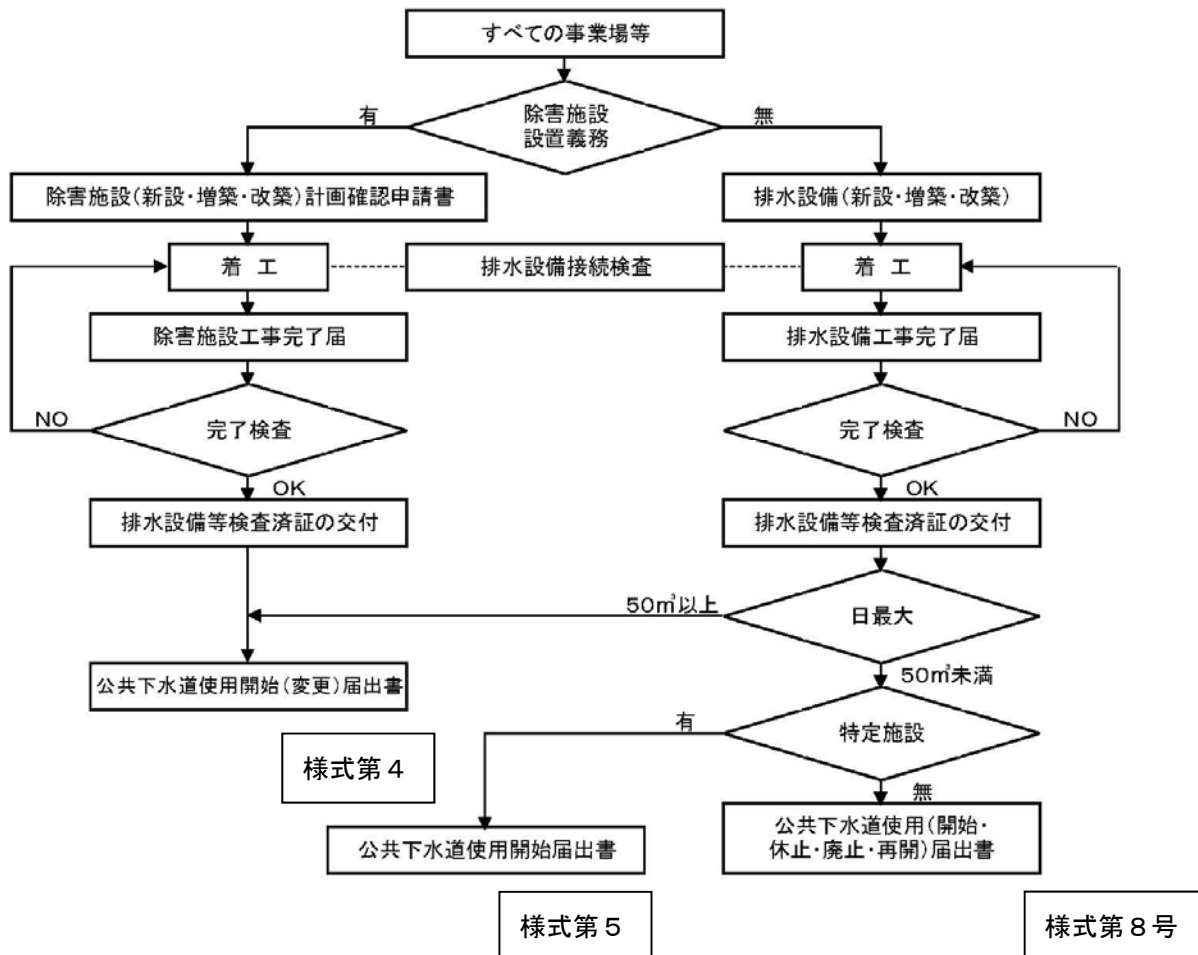 すべての事業場等
除害施設
設置義務
有
無
除害施設(新設・増築・改築)計画確認申請書
排水設備(新設・増築・改築)
着 工
排水設備接続検査
着 工
除害施設工事完了届
排水設備工事完了届
完了検査
NO
OK
完了検査
NO
OK
排水設備等検査済証の交付
排水設備等検査済証の交付
日最大
50㎥以上
50㎥未満
公共下水道使用開始(変更)届出書
様式第4
特定施設
有
無
公共下水道使用開始届出書
公共下水道使用(開始・
休止・廃止・再開)届出書
様式第5
様式第8号